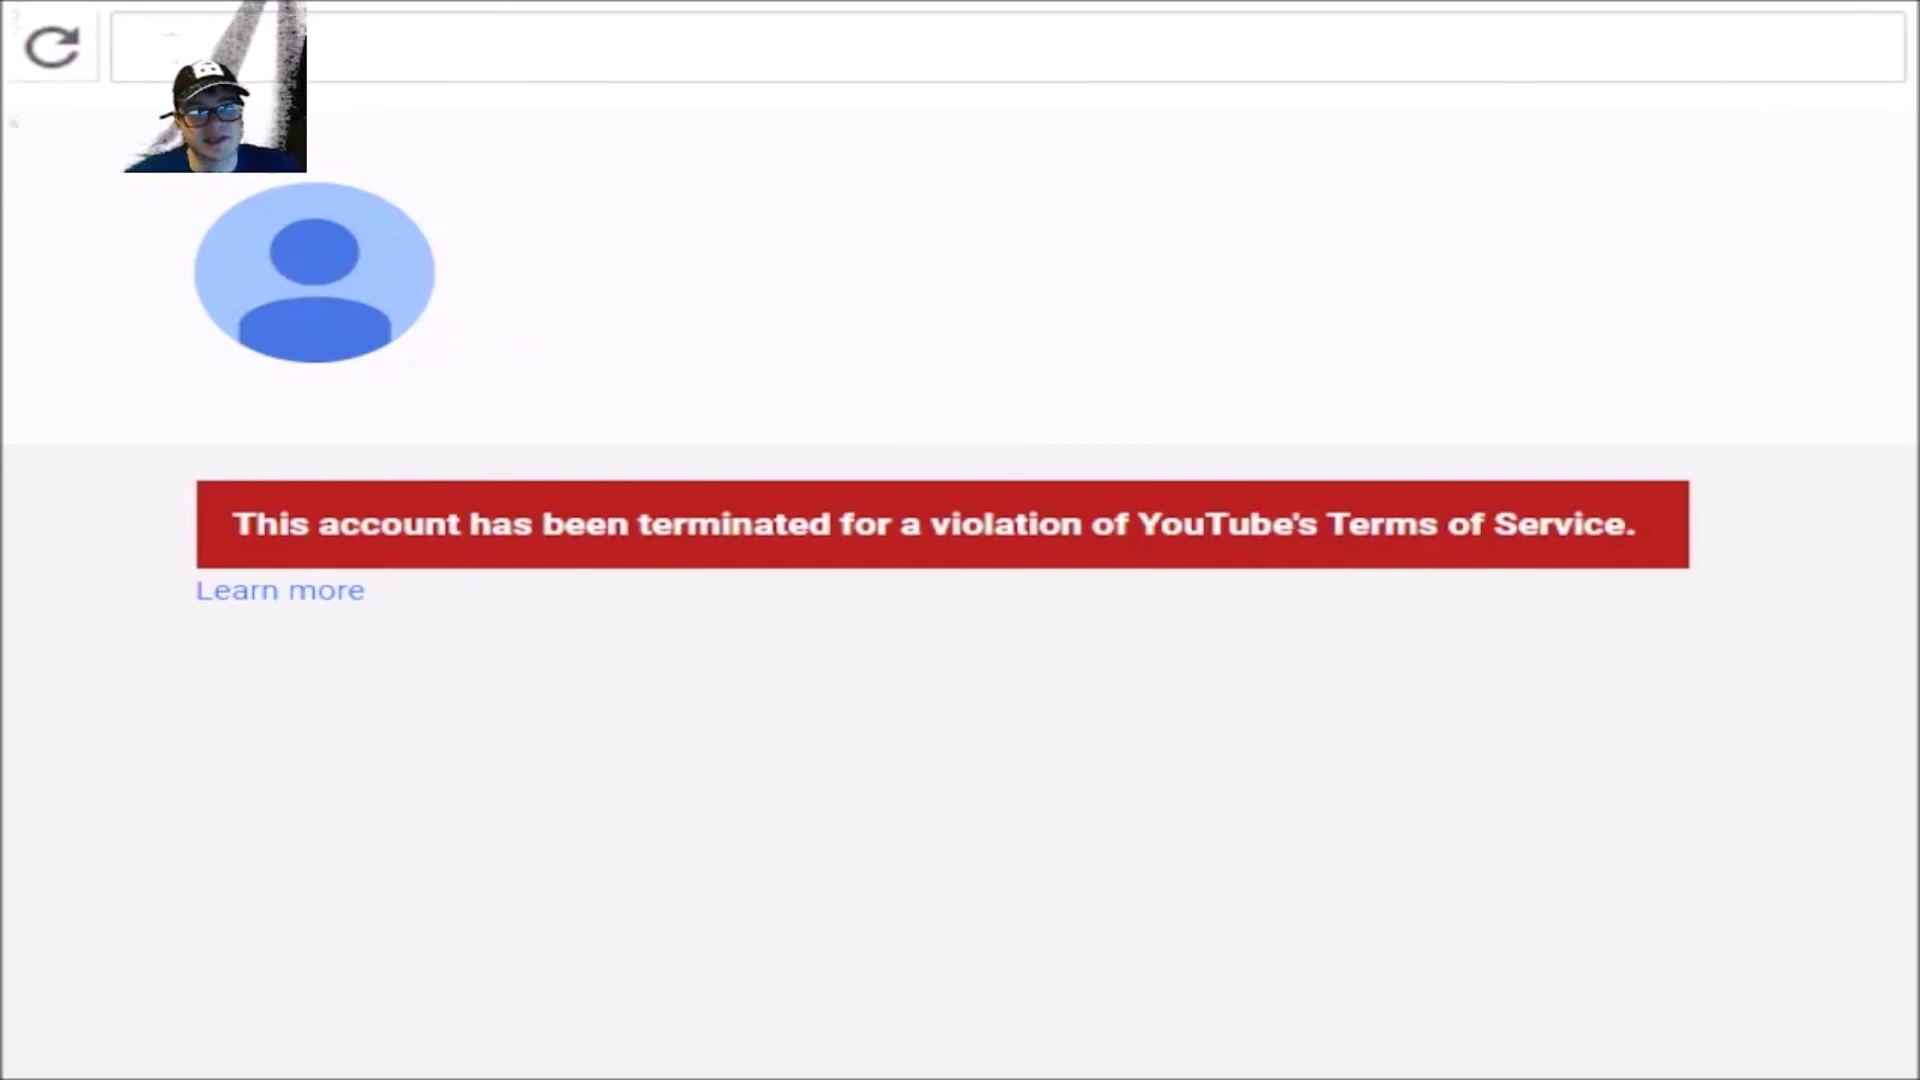 This account has been terminated for a violation of YouTube's Terms of Service.
Learn more